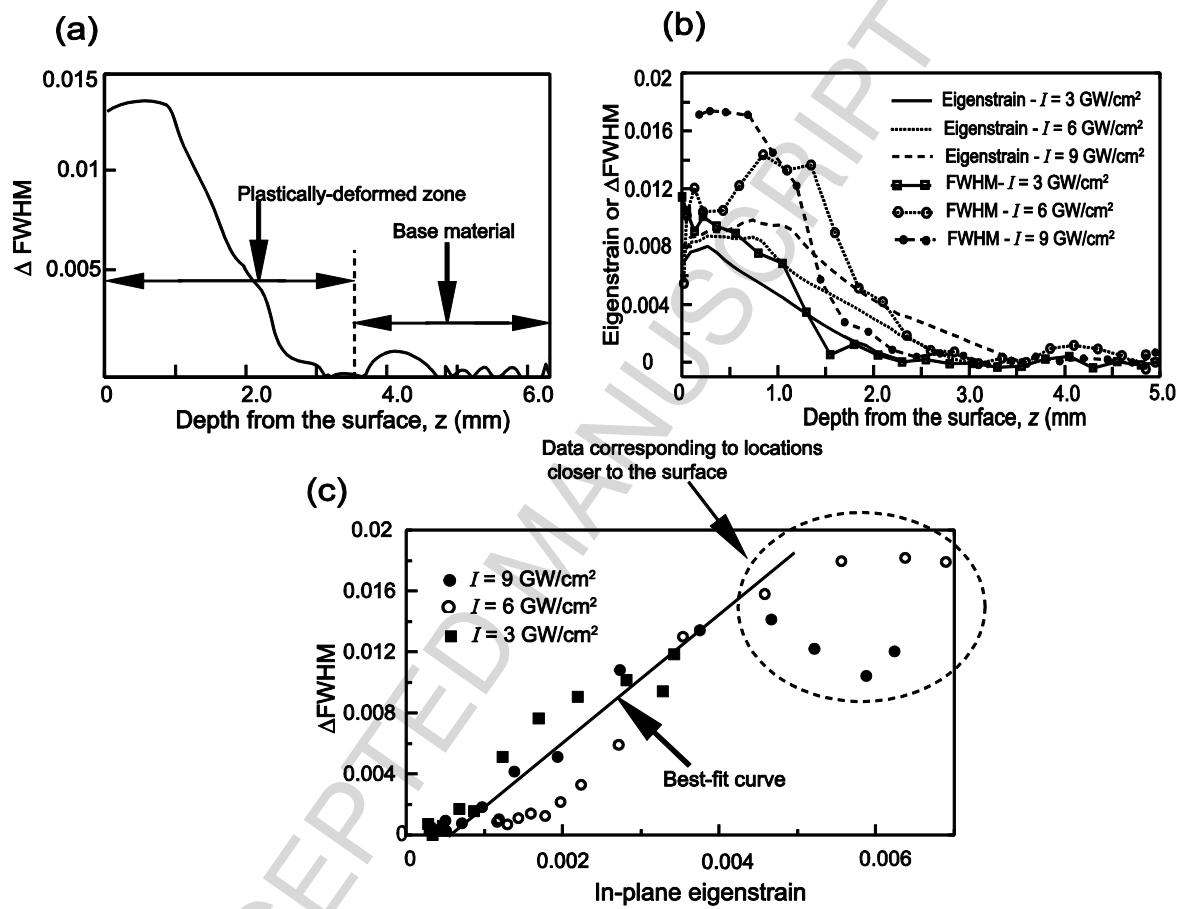 (a)
0.015
0.01
0.005
Δ FWHM
Plastically-deformed zone
Base material
0
2.0
4.0
6.0
Depth from the surface, z (mm)
(b)
0.02
0.016
0.012
0.008
0.004
0
Eigenstrain or ΔFWHM
Eigenstrain - I = 3 GW/cm²
Eigenstrain - I = 6 GW/cm²
Eigenstrain - I = 9 GW/cm²
FWHM- I = 3 GW/cm²
FWHM - I = 6 GW/cm²
FWHM - I = 9 GW/cm²
0
1.0
2.0
3.0
4.0
5.0
Depth from the surface, z (mm
Data corresponding to locations
closer to the surface
(c)
0.02
0.016
0.012
0.008
0.004
0
ΔFWHM
I = 9 GW/cm²
I = 6 GW/cm²
I = 3 GW/cm²
Best-fit curve
0
0.002
0.004
0.006
In-plane eigenstrain
EPTED MANUSCRIPT